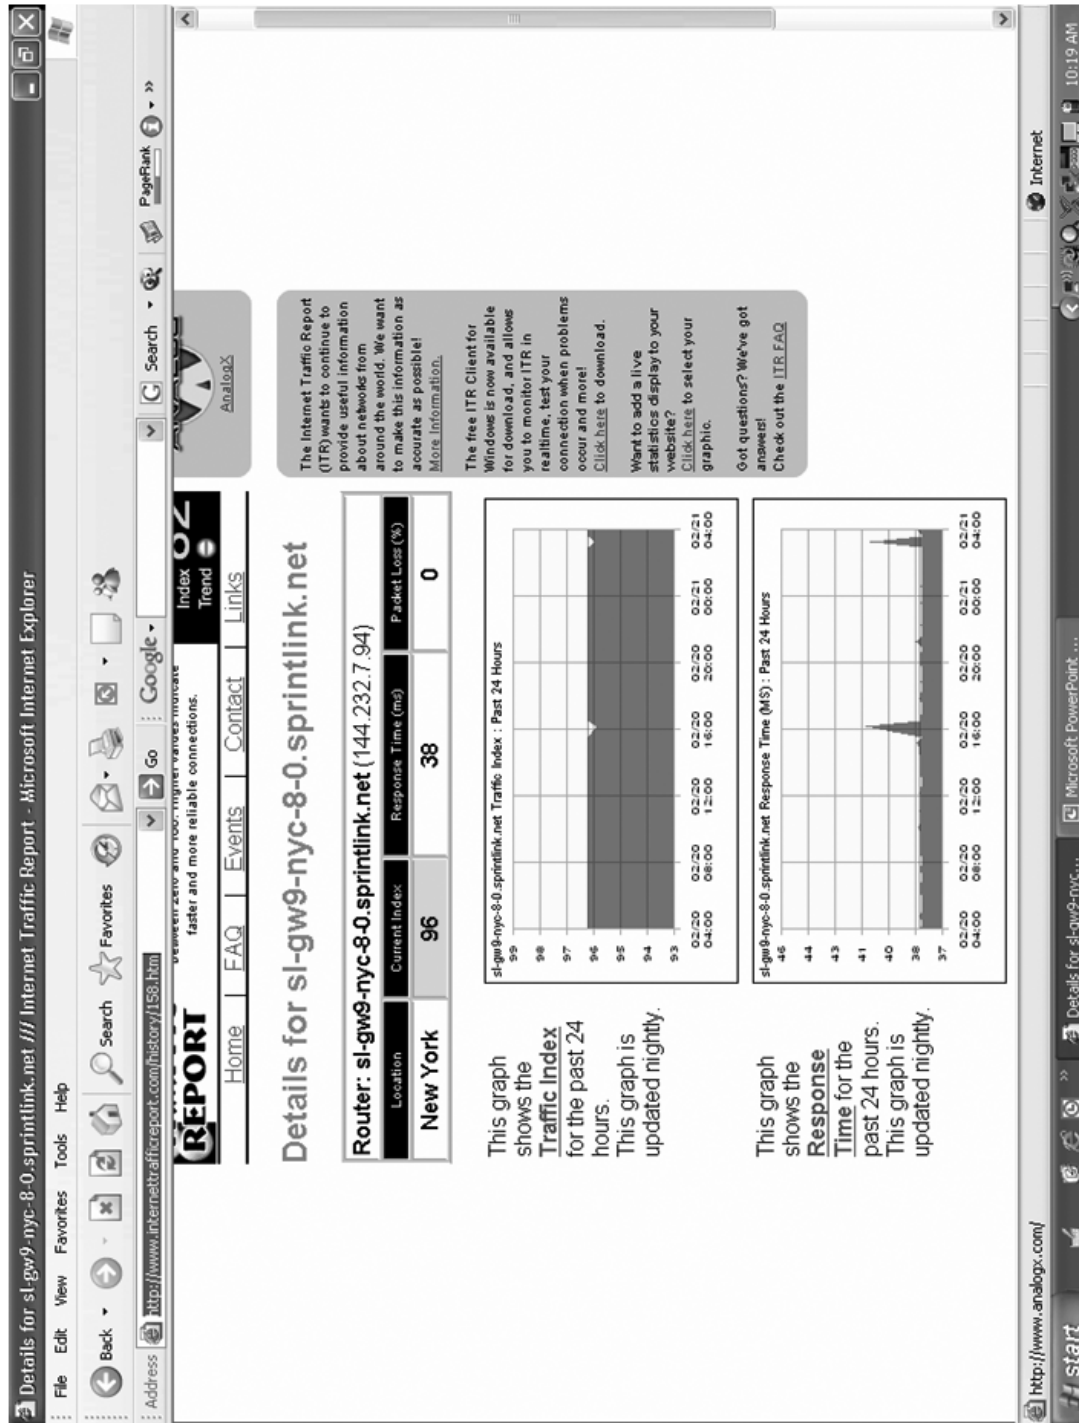 Details for sl-gw9-nyc-8-0.sprintlink.net /// Internet Traffic Report - Microsoft Internet Explorer
File Edit View Favorites Tools Help
Back Search Favorites
Address http://www.internettrafficreport.com/history/158.htm Go Google Search PageRank
REPORT
faster and more reliable connections.
Index
Trend
AnalogX
Home | FAQ | Events | Contact | Links
Details for sl-gw9-nyc-8-0.sprintlink.net
Router: sl-gw9-nyc-8-0.sprintlink.net (144.232.7.94)
Location Current Index Response Time (ms) Packet Loss (%)
New York 96 38 0
This graph
shows the
Traffic Index
for the past 24
hours.
This graph is
updated nightly.
sl-gw9-nyc-8-0.sprintlink.net Traffic Index : Past 24 Hours
99
98
97
96
95
94
93
02/20 02/20 02/20 02/20 02/20 02/21 02/21
04:00 08:00 12:00 16:00 20:00 00:00 04:00
This graph
shows the
Response
Time for the
past 24 hours.
This graph is
updated nightly.
sl-gw9-nyc-8-0.sprintlink.net Response Time (MS) : Past 24 Hours
46
44
43
41
40
38
37
02/20 02/20 02/20 02/20 02/20 02/21 02/21
04:00 08:00 12:00 16:00 20:00 00:00 04:00
The Internet Traffic Report
(ITR) wants to continue to
provide useful information
about networks from
around the world. We want
to make this information as
accurate as possible!
More Information.
The free ITR Client for
Windows is now available
for download, and allows
you to monitor ITR in
realtime, test your
connection when problems
occur and more!
Click here to download.
Want to add a live
statistics display to your
website?
Click here to select your
graphic.
Got questions? We've got
answers!
Check out the ITR FAQ
http://www.analogx.com/ Internet
start Details for sl-gw9-nyc... Microsoft PowerPoint ... 10:19 AM